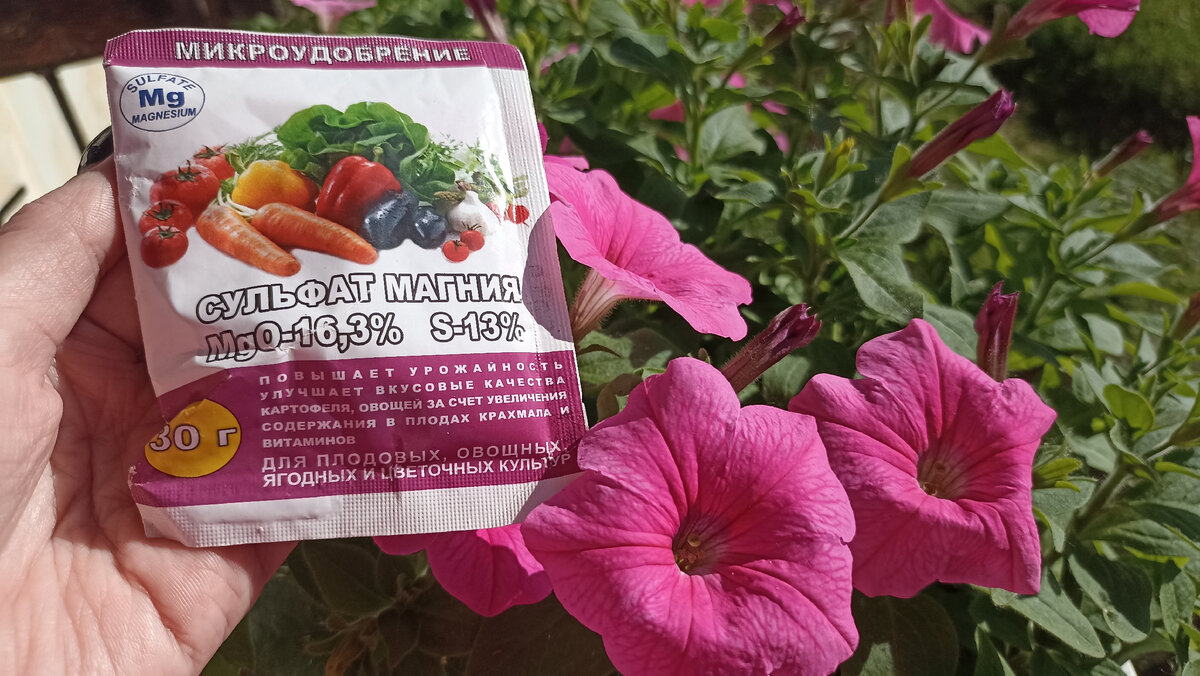 МИКРОУДОБРЕНИЕ
SULFATE
Mg
MAGNESIUM
СУЛЬФАТ МАГНИЯ
MgO-16,3% S-13%
ПОВЫШАЕТ УРОЖАЙНОСТЬ
УЛУЧШАЕТ ВКУСОВЫЕ КАЧЕСТВА
КАРТОФЕЛЯ, ОВОЩЕЙ ЗА СЧЕТ УВЕЛИЧЕНИЯ
СОДЕРЖАНИЯ В ПЛОДАХ КРАХМАЛА И
ВИТАМИНОВ
30 г
ДЛЯ ПЛОДОВЫХ, ОВОЩНЫХ,
ЯГОДНЫХ И ЦВЕТОЧНЫХ КУЛЬТУР